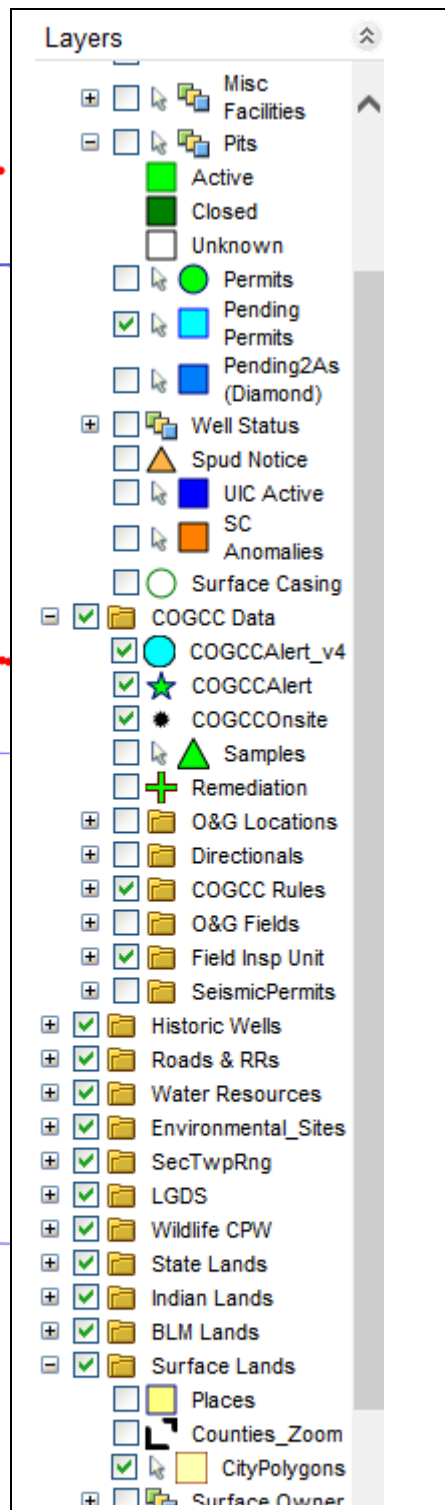 Layers
Misc
Facilities
Pits
Active
Closed
Unknown
Permits
Pending
Permits
Pending2As
(Diamond)
Well Status
Spud Notice
UIC Active
SC
Anomalies
Surface Casing
COGCC Data
COGCCAlert_v4
COGCCAlert
COGCCOnsite
Samples
Remediation
O&G Locations
Directionals
COGCC Rules
O&G Fields
Field Insp Unit
SeismicPermits
Historic Wells
Roads & RRs
Water Resources
Environmental_Sites
SecTwpRng
LGDS
Wildlife CPW
State Lands
Indian Lands
BLM Lands
Surface Lands
Places
Counties_Zoom
CityPolygons
Surface Owner